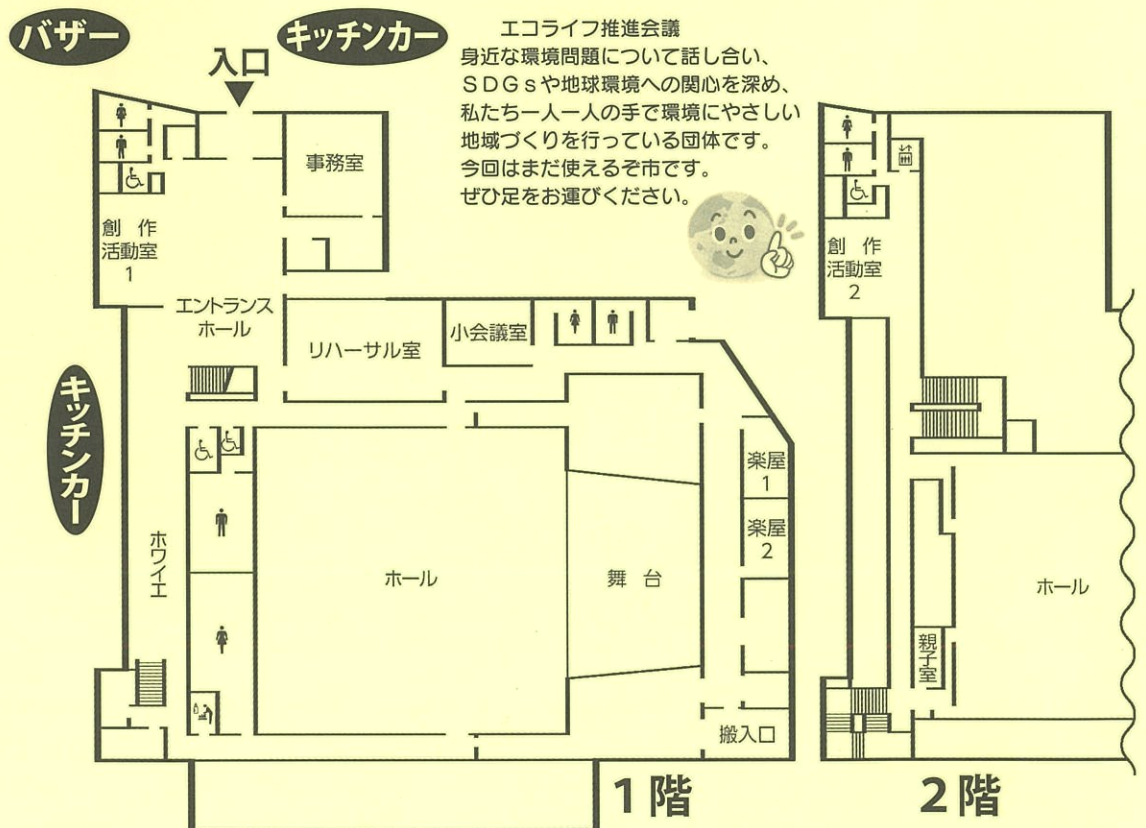 バザー
キッチンカー
入口
エコライフ推進会議
身近な環境問題について話し合い、
SDGsや地球環境への関心を深め、
私たち一人一人の手で環境にやさしい
地域づくりを行っている団体です。
今回はまだ使えるぞ市です。
ぜひ足をお運びください。
事務室
創作
活動室
1
エントランス
ホール
リハーサル室
小会議室
キッチンカー
ホワイエ
ホール
舞台
楽屋
1
楽屋
2
搬入口
1階
創作
活動室
2
ホール
親子室
2階